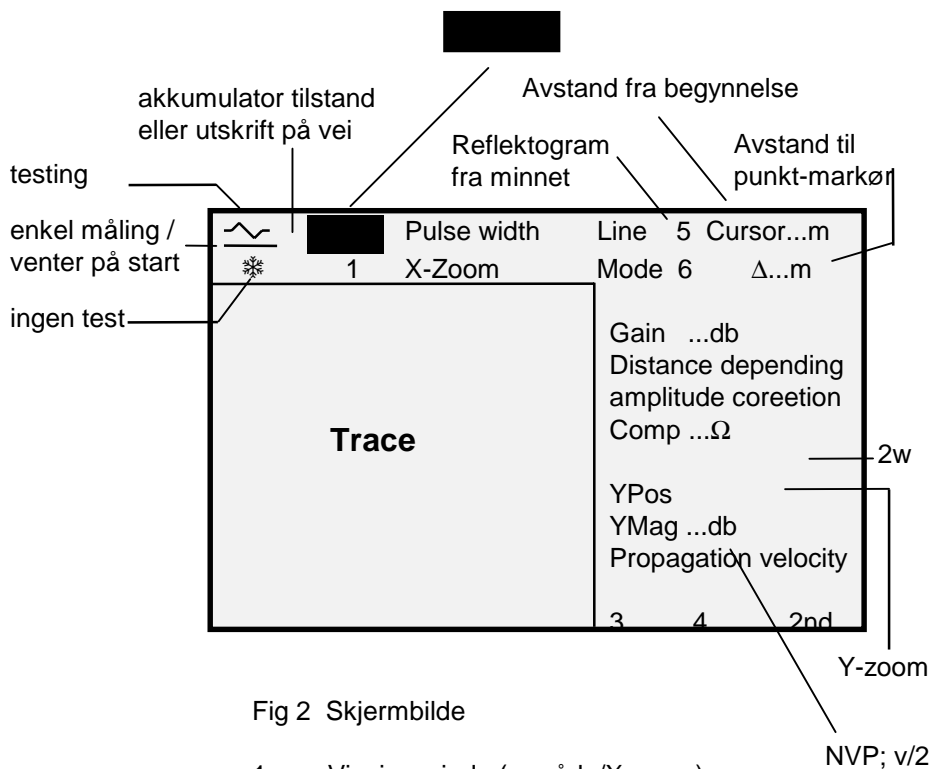 Avstand fra begynnelse
akkumulator tilstand
eller utskrift på vei
Reflektogram
fra minnet
Avstand til
punkt-markør
testing
enkel måling /
venter på start
ingen test
Pulse width
Line 5 Cursor...m
1 X-Zoom
Mode 6 Δ...m
Gain ...db
Distance depending
amplitude coreetion
Comp ...Ω
Trace
2w
YPos
YMag ...db
Propagation velocity
3 4 2nd
Y-zoom
Fig 2 Skjermbilde
NVP; v/2